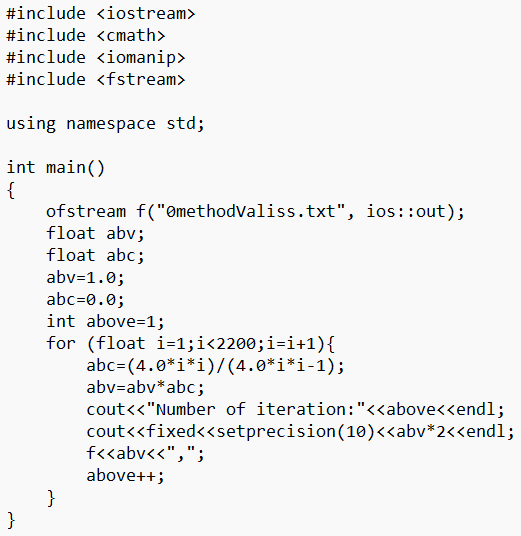 #include <iostream>
#include <cmath>
#include <iomanip>
#include <fstream>

using namespace std;

int main()
{
    ofstream f("0methodValiss.txt", ios::out);
    float abv;
    float abc;
    abv=1.0;
    abc=0.0;
    int above=1;
    for (float i=1;i<2200;i=i+1){
        abc=(4.0*i*i)/(4.0*i*i-1);
        abv=abv*abc;
        cout<<"Number of iteration:"<<above<<endl;
        cout<<fixed<<setprecision(10)<<abv*2<<endl;
        f<<abv<<",";
        above++;
    }
}